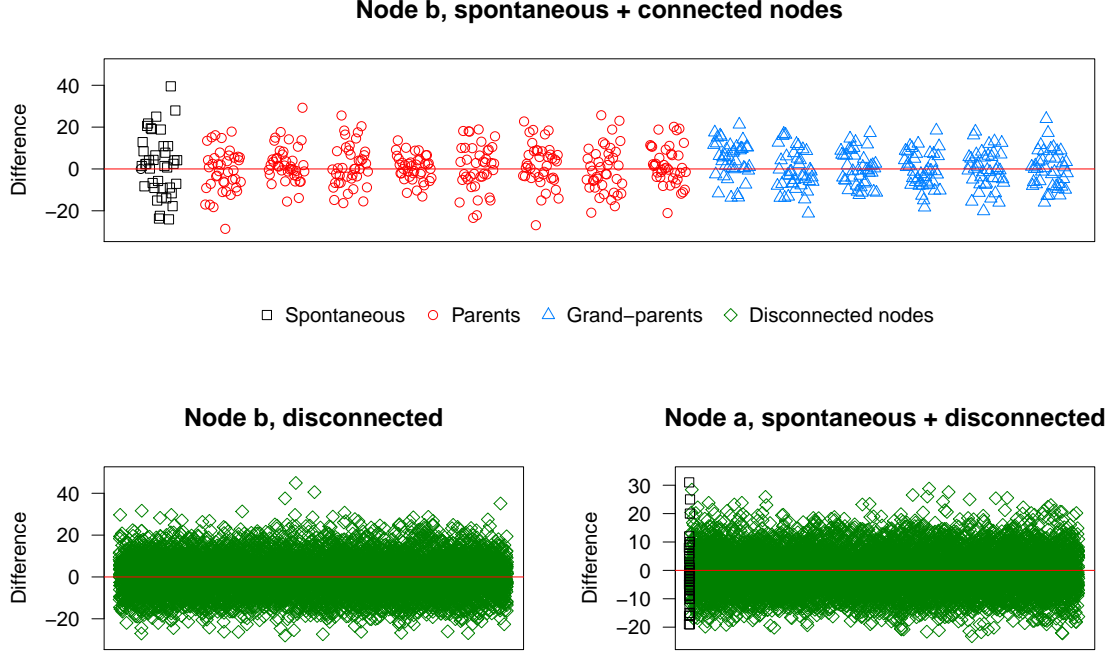 Node b, spontaneous + connected nodes
Difference
40
20
0
−20
Spontaneous Parents Grand−parents Disconnected nodes
Node b, disconnected
Difference
40
20
0
−20
Node a, spontaneous + disconnected
Difference
30
20
10
0
−10
−20